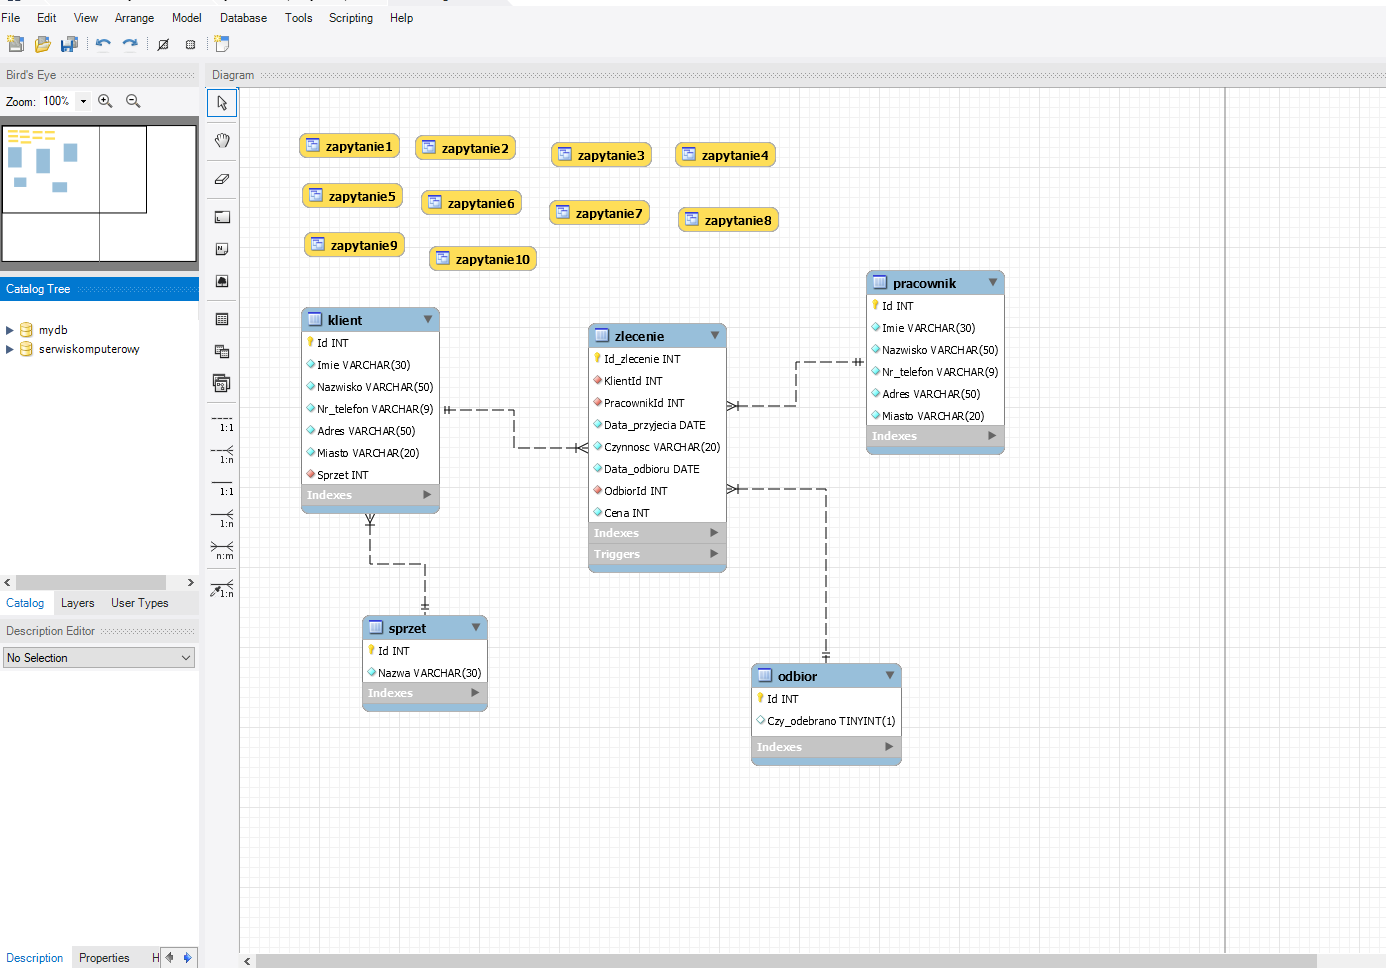 File Edit View Arrange Model Database Tools Scripting Help
Bird's Eye
Zoom: 100%
Catalog Tree
mydb
serwiskomputerowy
Catalog Layers User Types
Description Editor
No Selection
Description Properties H
Diagram
1:1
1:n
1:1
1:n
n:m
1:n
zapytanie1 zapytanie2 zapytanie3 zapytanie4
zapytanie5 zapytanie6 zapytanie7 zapytanie8
zapytanie9 zapytanie10
klient
Id INT
Imie VARCHAR(30)
Nazwisko VARCHAR(50)
Nr_telefon VARCHAR(9)
Adres VARCHAR(50)
Miasto VARCHAR(20)
Sprzet INT
Indexes
zlecenie
Id_zlecenie INT
KlientId INT
PracownikId INT
Data_przyjecia DATE
Czynnosc VARCHAR(20)
Data_odbioru DATE
OdbiorId INT
Cena INT
Indexes
Triggers
pracownik
Id INT
Imie VARCHAR(30)
Nazwisko VARCHAR(50)
Nr_telefon VARCHAR(9)
Adres VARCHAR(50)
Miasto VARCHAR(20)
Indexes
sprzet
Id INT
Nazwa VARCHAR(30)
Indexes
odbior
Id INT
Czy_odebrano TINYINT(1)
Indexes